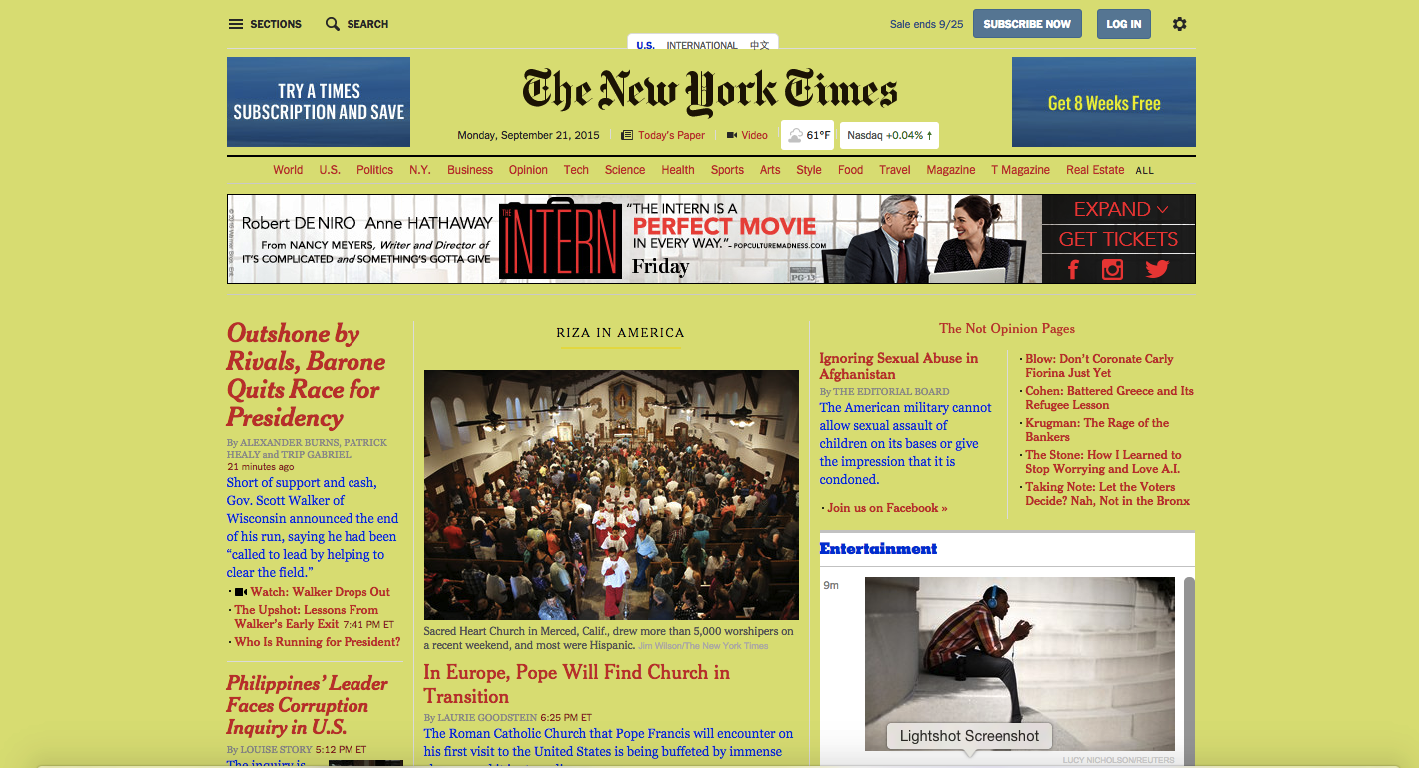 SECTIONS SEARCH
Sale ends 9/25 SUBSCRIBE NOW LOG IN
U.S. INTERNATIONAL 中文
TRY A TIMES
SUBSCRIPTION AND SAVE
The New York Times
Get 8 Weeks Free
Monday, September 21, 2015 Today's Paper Video 61°F Nasdaq +0.04% ↑
World U.S. Politics N.Y. Business Opinion Tech Science Health Sports Arts Style Food Travel Magazine T Magazine Real Estate ALL
Robert DE NIRO Anne HATHAWAY
From NANCY MEYERS, Writer and Director of
IT'S COMPLICATED and SOMETHING'S GOTTA GIVE
THE
INTERN
"THE INTERN IS A
PERFECT MOVIE
IN EVERY WAY." - POPCULTUREMADNESS.COM
Friday
PG-13
EXPAND
GET TICKETS
Outshone by
Rivals, Barone
Quits Race for
Presidency
By ALEXANDER BURNS, PATRICK
HEALY and TRIP GABRIEL
21 minutes ago
Short of support and cash,
Gov. Scott Walker of
Wisconsin announced the end
of his run, saying he had been
“called to lead by helping to
clear the field.”
· Watch: Walker Drops Out
· The Upshot: Lessons From
Walker's Early Exit 7:41 PM ET
· Who Is Running for President?
Philippines’ Leader
Faces Corruption
Inquiry in U.S.
By LOUISE STORY 5:12 PM ET
The inquiry is
RIZA IN AMERICA
Sacred Heart Church in Merced, Calif., drew more than 5,000 worshipers on
a recent weekend, and most were Hispanic. Jim Wilson/The New York Times
In Europe, Pope Will Find Church in
Transition
By LAURIE GOODSTEIN 6:25 PM ET
The Roman Catholic Church that Pope Francis will encounter on
his first visit to the United States is being buffeted by immense
The Not Opinion Pages
Ignoring Sexual Abuse in
Afghanistan
By THE EDITORIAL BOARD
The American military cannot
allow sexual assault of
children on its bases or give
the impression that it is
condoned.
· Join us on Facebook »
· Blow: Don’t Coronate Carly
Fiorina Just Yet
· Cohen: Battered Greece and Its
Refugee Lesson
· Krugman: The Rage of the
Bankers
· The Stone: How I Learned to
Stop Worrying and Love A.I.
· Taking Note: Let the Voters
Decide? Nah, Not in the Bronx
Entertainment
9m
Lightshot Screenshot
LUCY NICHOLSON/REUTERS